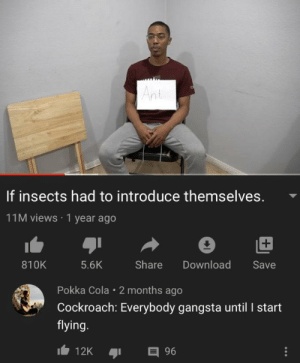 Ant
If insects had to introduce themselves.
11M views · 1 year ago
810K 5.6K Share Download Save
Pokka Cola • 2 months ago
Cockroach: Everybody gangsta until I start
flying.
12K 96